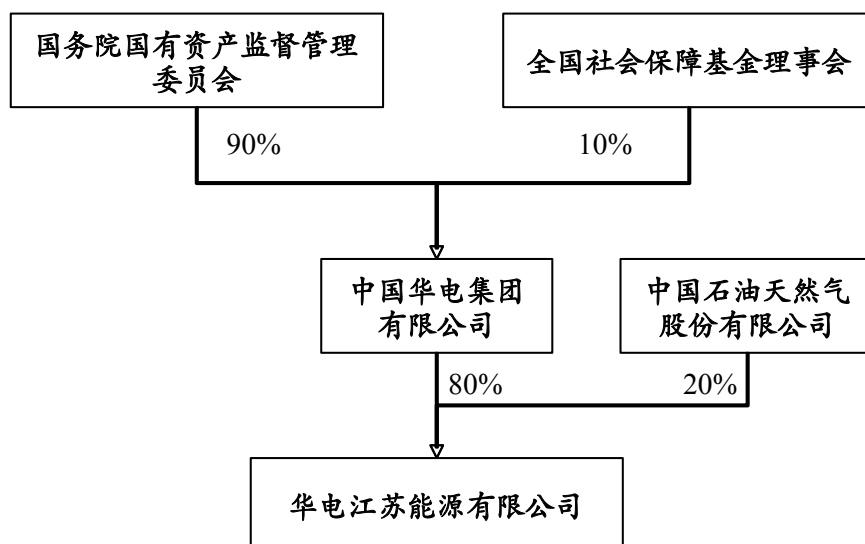 国务院国有资产监督管理
委员会
全国社会保障基金理事会
90%
10%
中国华电集团
有限公司
中国石油天然气
股份有限公司
80%
20%
华电江苏能源有限公司